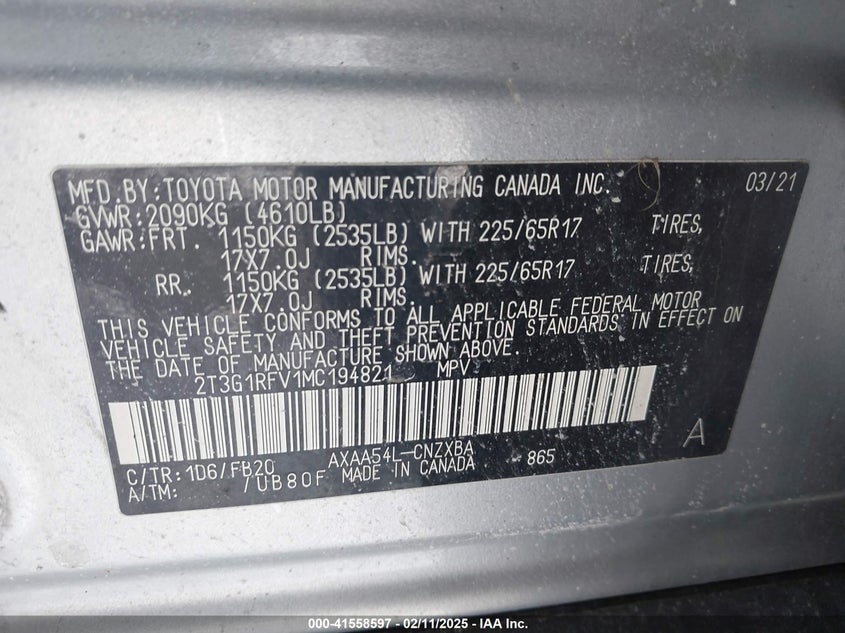 MFD. BY: TOYOTA MOTOR MANUFACTURING CANADA INC. 03/21
GVWR: 2090KG (4610LB)
GAWR: FRT. 1150KG (2535LB) WITH 225/65R17 TIRES,
17X7.0J RIMS.
RR. 1150KG (2535LB) WITH 225/65R17 TIRES,
17X7.0J RIMS.
THIS VEHICLE CONFORMS TO ALL APPLICABLE FEDERAL MOTOR
VEHICLE SAFETY AND THEFT PREVENTION STANDARDS IN EFFECT ON
THE DATE OF MANUFACTURE SHOWN ABOVE.
2T3G1RFV1MC194821 MPV
A
C/TR: 1D6/FB20 AXAA54L-CNZXBA 865
A/TM: /UB80F MADE IN CANADA
000-41558597 - 02/11/2025 - IAA Inc.